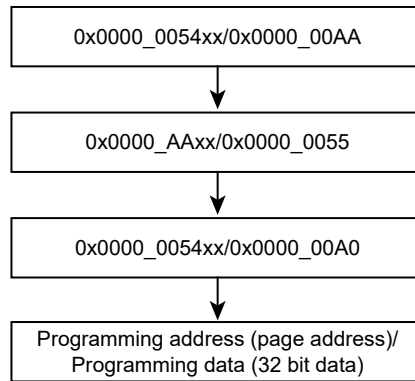 0x0000_0054xx/0x0000_00AA
0x0000_AAxx/0x0000_0055
0x0000_0054xx/0x0000_00A0
Programming address (page address)/
Programming data (32 bit data)